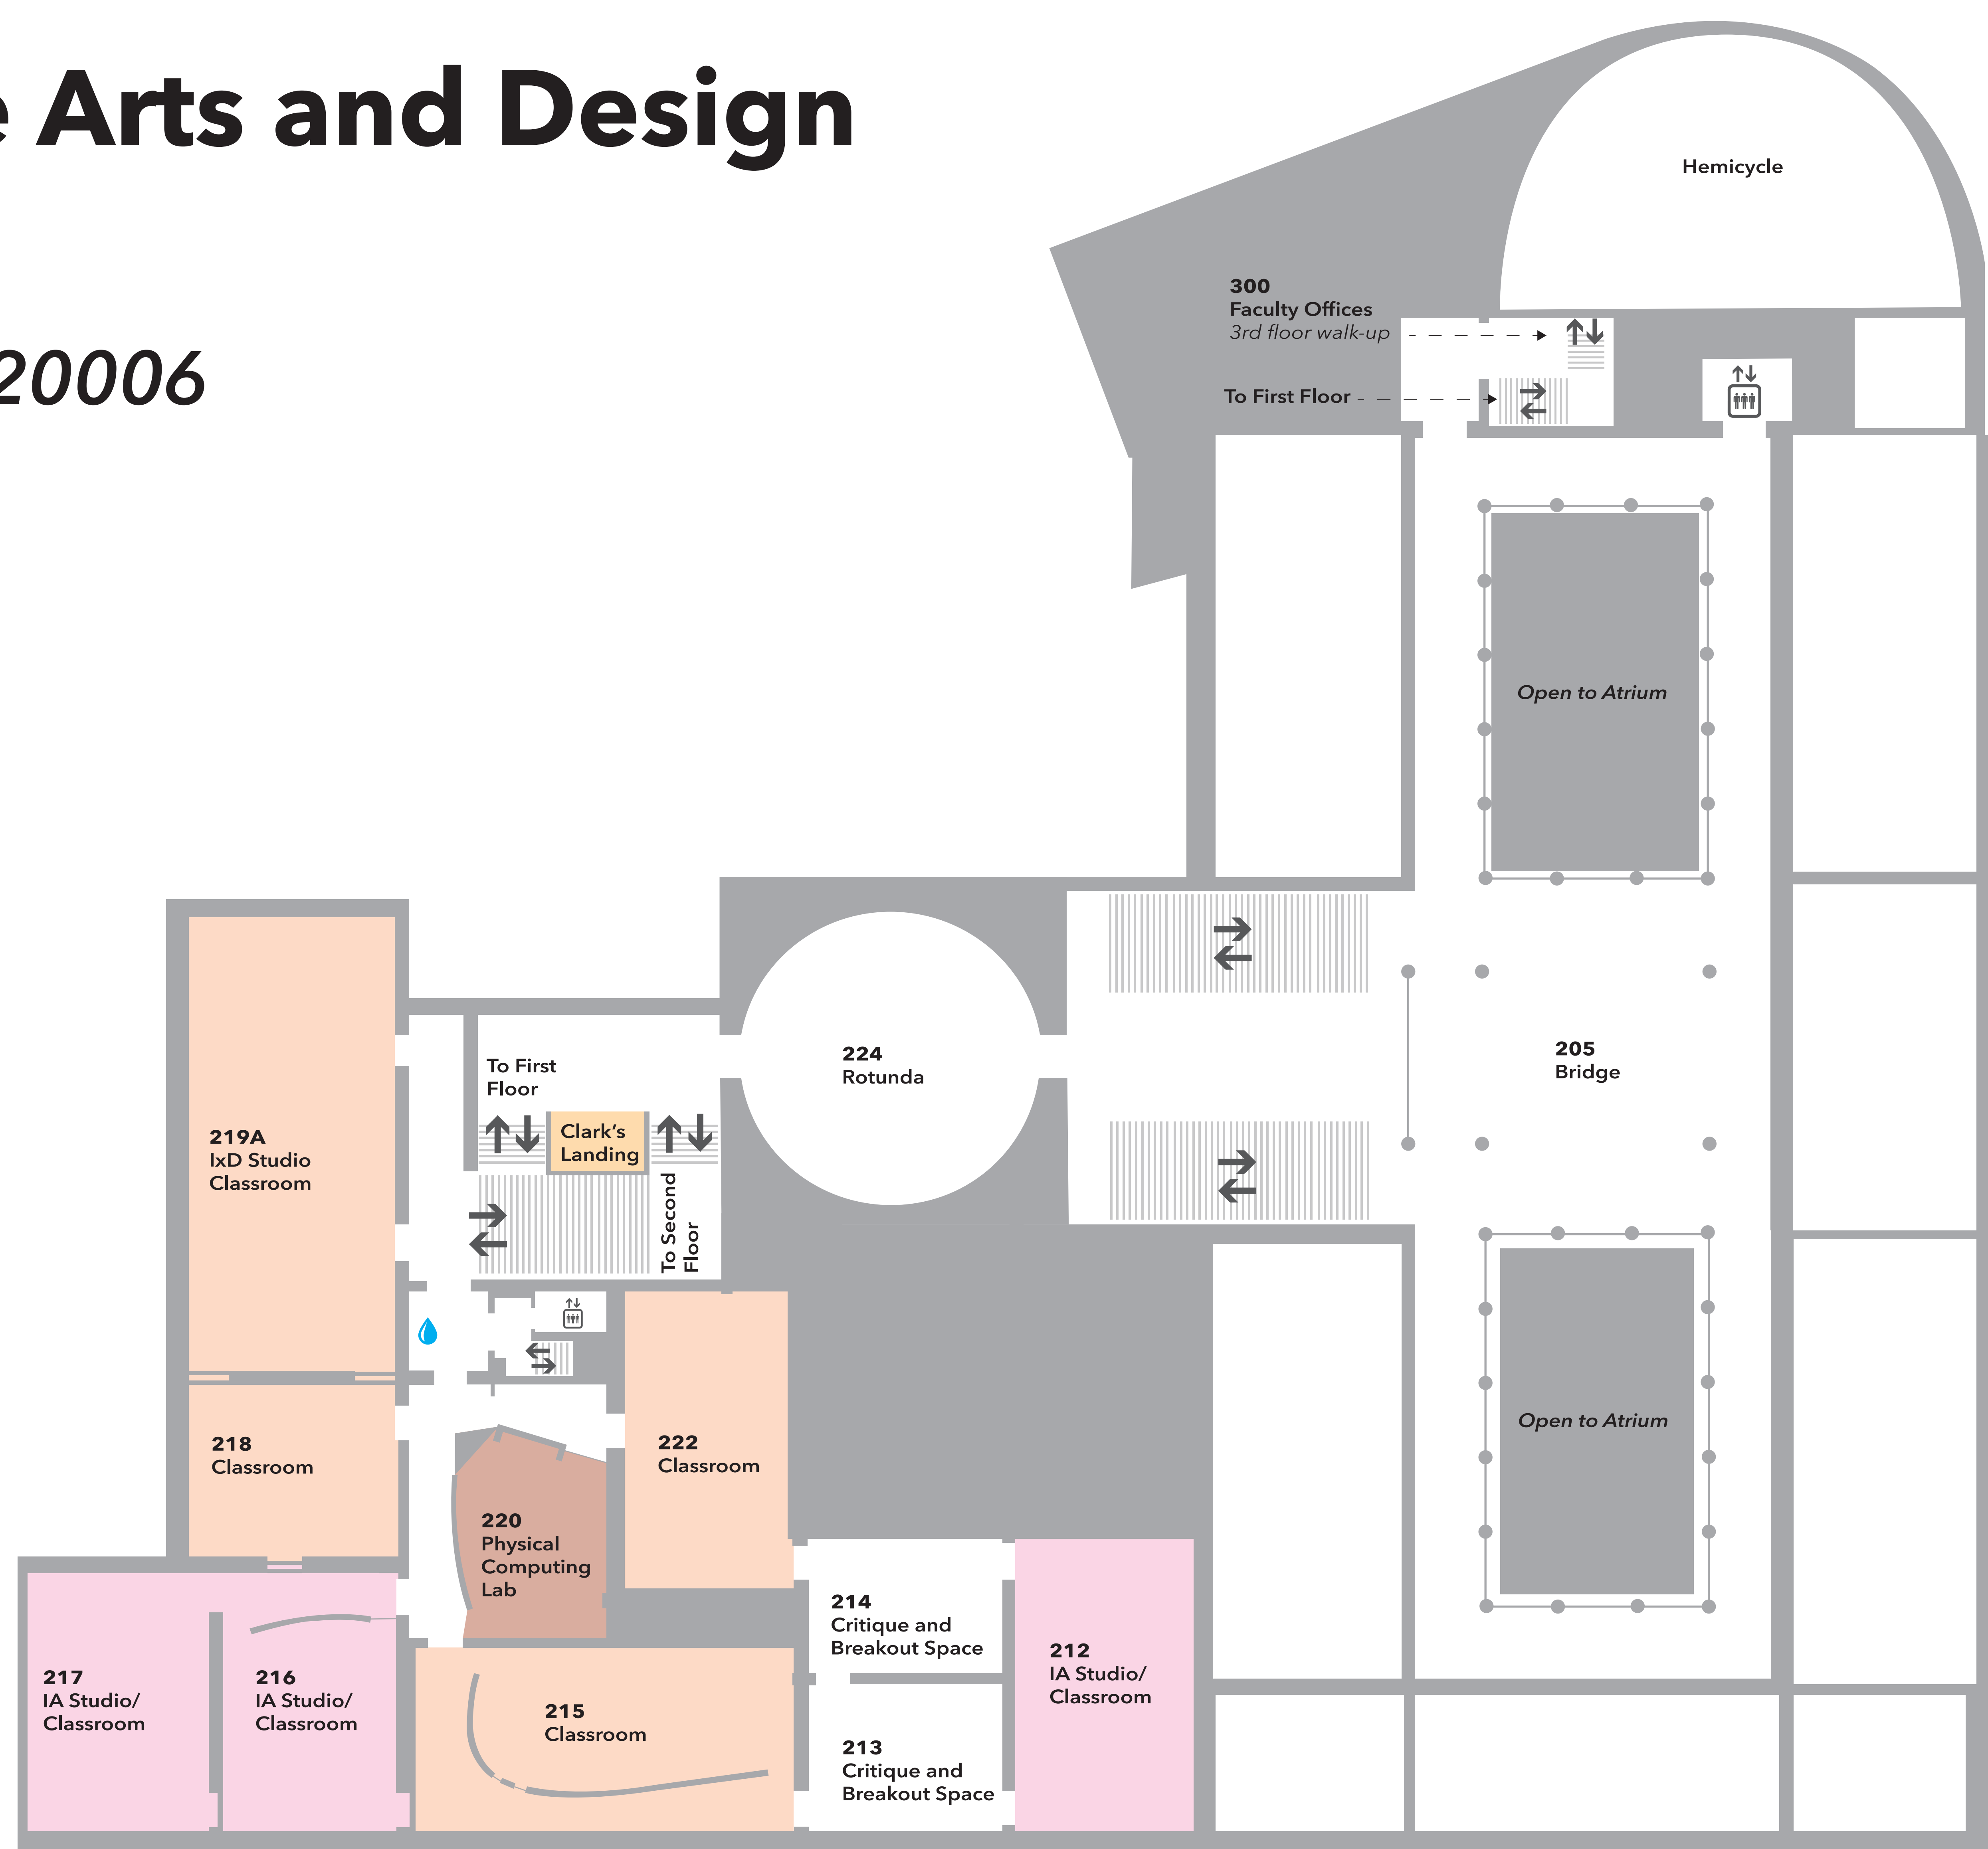 e Arts and Design
20006
Hemicycle
300
Faculty Offices
3rd floor walk-up
To First Floor
Open to Atrium
To First
Floor
Clark’s
Landing
To Second
Floor
224
Rotunda
205
Bridge
219A
IxD Studio
Classroom
218
Classroom
222
Classroom
220
Physical
Computing
Lab
Open to Atrium
217
IA Studio/
Classroom
216
IA Studio/
Classroom
215
Classroom
214
Critique and
Breakout Space
213
Critique and
Breakout Space
212
IA Studio/
Classroom